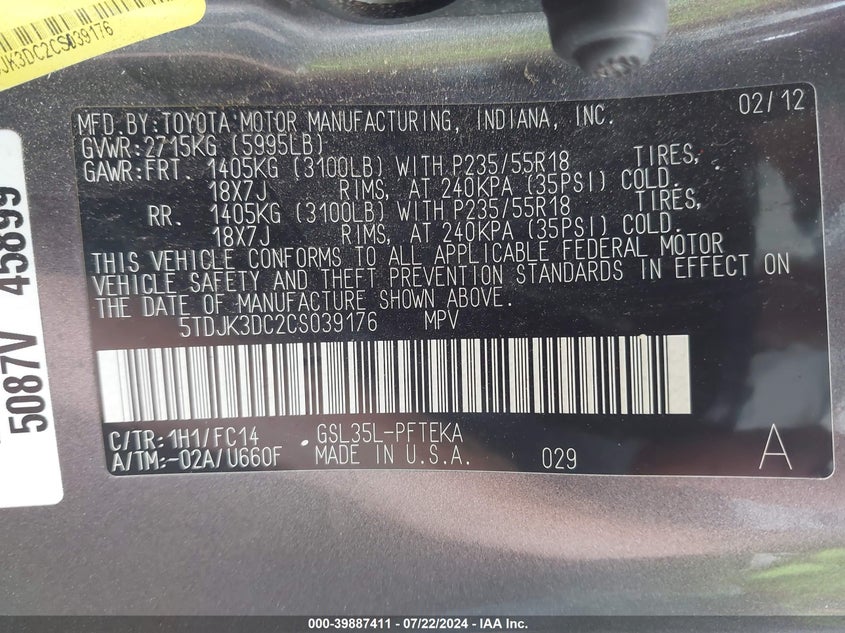 JK3DC2CS039176
5087V 45899
02/12
MFD.BY:TOYOTA MOTOR MANUFACTURING, INDIANA, INC.
GVWR:2715KG (5995LB)
GAWR:FRT. 1405KG (3100LB) WITH P235/55R18 TIRES,
18X7J RIMS, AT 240KPA (35PSI) COLD.
RR. 1405KG (3100LB) WITH P235/55R18 TIRES,
18X7J RIMS, AT 240KPA (35PSI) COLD.
THIS VEHICLE CONFORMS TO ALL APPLICABLE FEDERAL MOTOR
VEHICLE SAFETY AND THEFT PREVENTION STANDARDS IN EFFECT ON
THE DATE OF MANUFACTURE SHOWN ABOVE.
5TDJK3DC2CS039176 MPV
C/TR:1H1/FC14 GSL35L-PFTEKA
A/TM:-02A/U660F MADE IN U.S.A. 029 A
000-39887411 / 07/22/2024 / IAA, Inc.